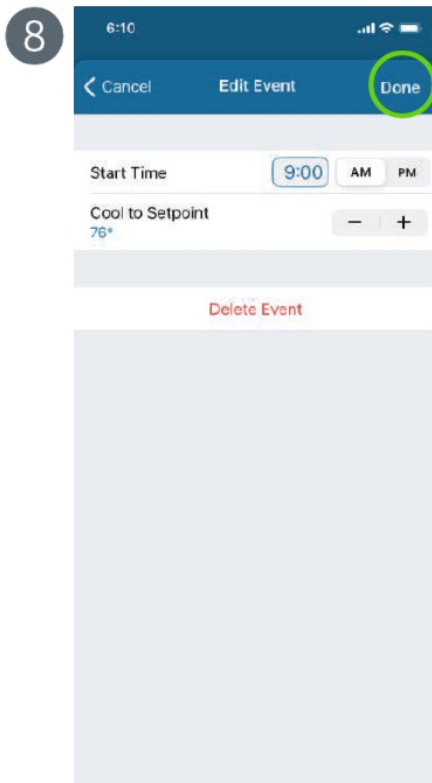 8
6:10
Cancel Edit Event Done
Start Time 9:00 AM PM
Cool to Setpoint
76°
Delete Event